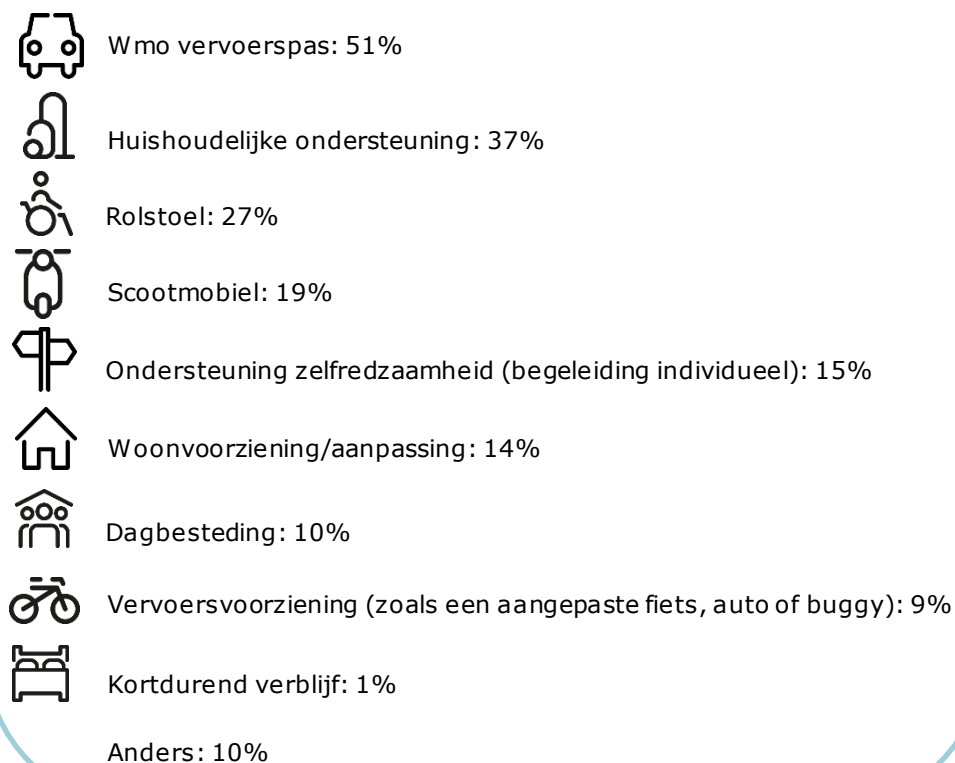 Wmo vervoerspas: 51%
Huishoudelijke ondersteuning: 37%
Rolstoel: 27%
Scootmobiel: 19%
Ondersteuning zelfredzaamheid (begeleiding individueel): 15%
Woonvoorziening/aanpassing: 14%
Dagbesteding: 10%
Vervoersvoorziening (zoals een aangepaste fiets, auto of buggy): 9%
Kortdurend verblijf: 1%
Anders: 10%